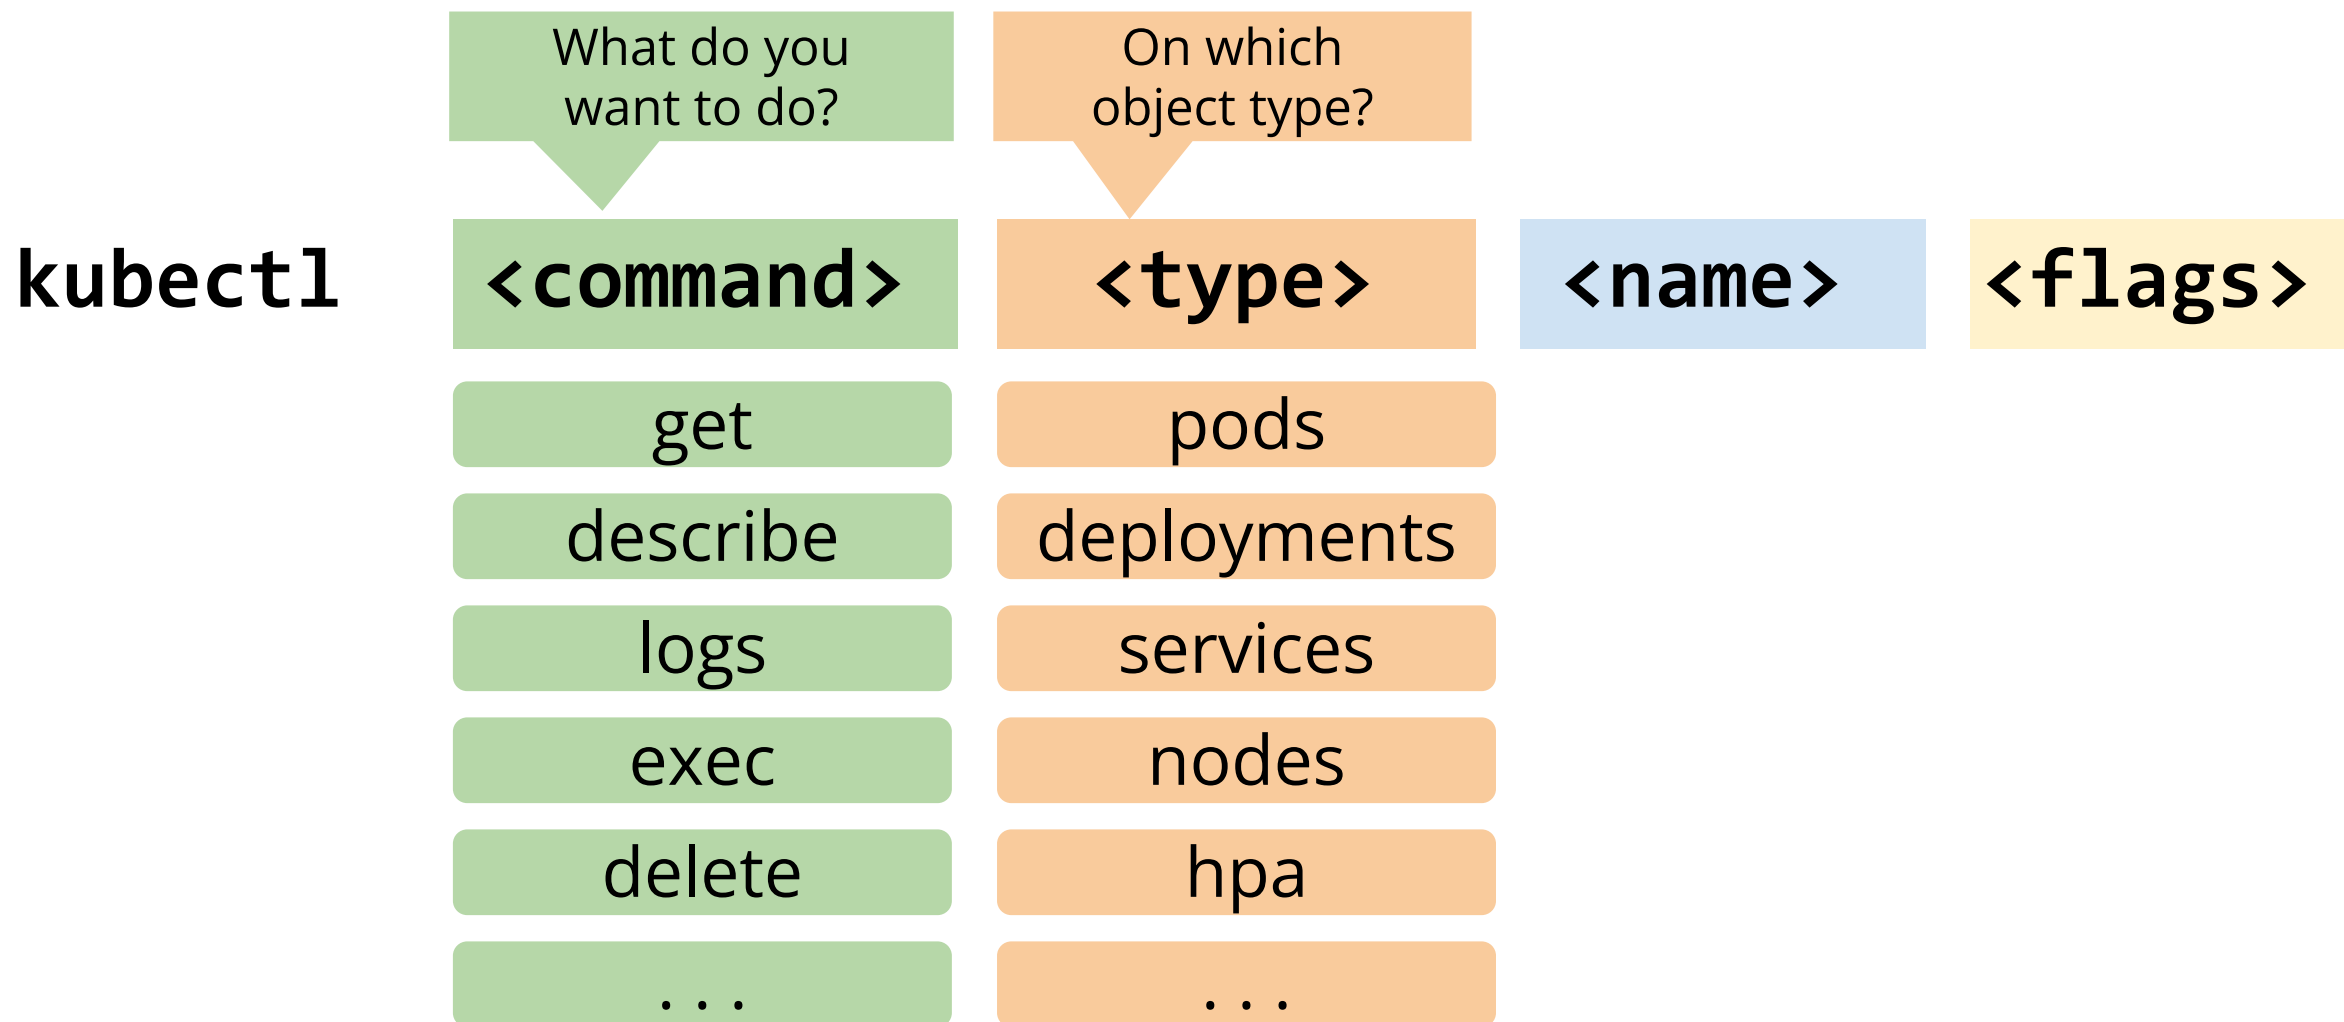 What do you
want to do?
On which
object type?
kubectl <command> <type> <name> <flags>
get pods
describe deployments
logs services
exec nodes
delete hpa
... ...